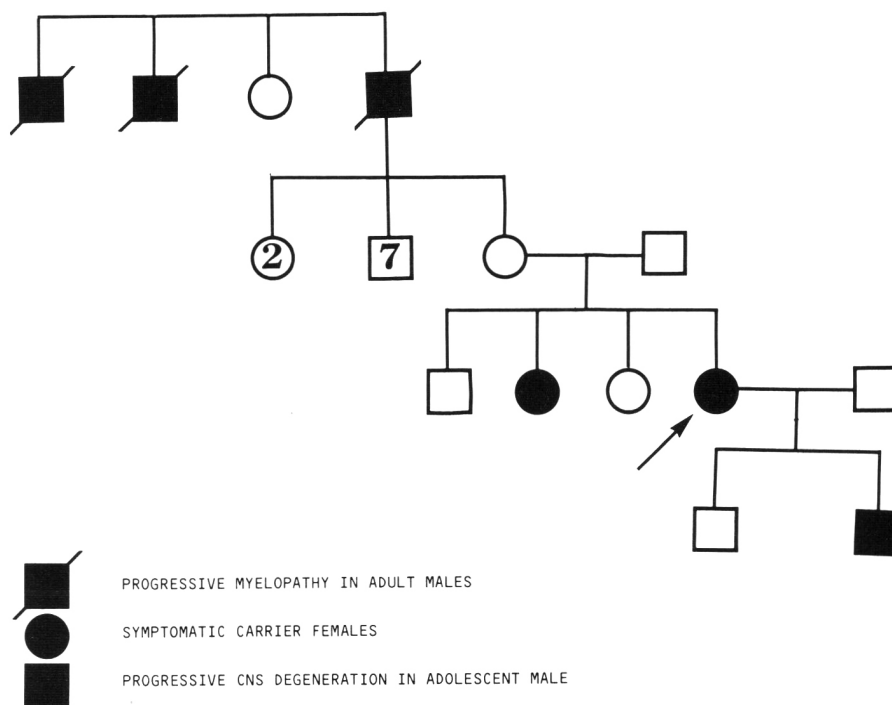 2
7
PROGRESSIVE MYELOPATHY IN ADULT MALES
SYMPTOMATIC CARRIER FEMALES
PROGRESSIVE CNS DEGENERATION IN ADOLESCENT MALE